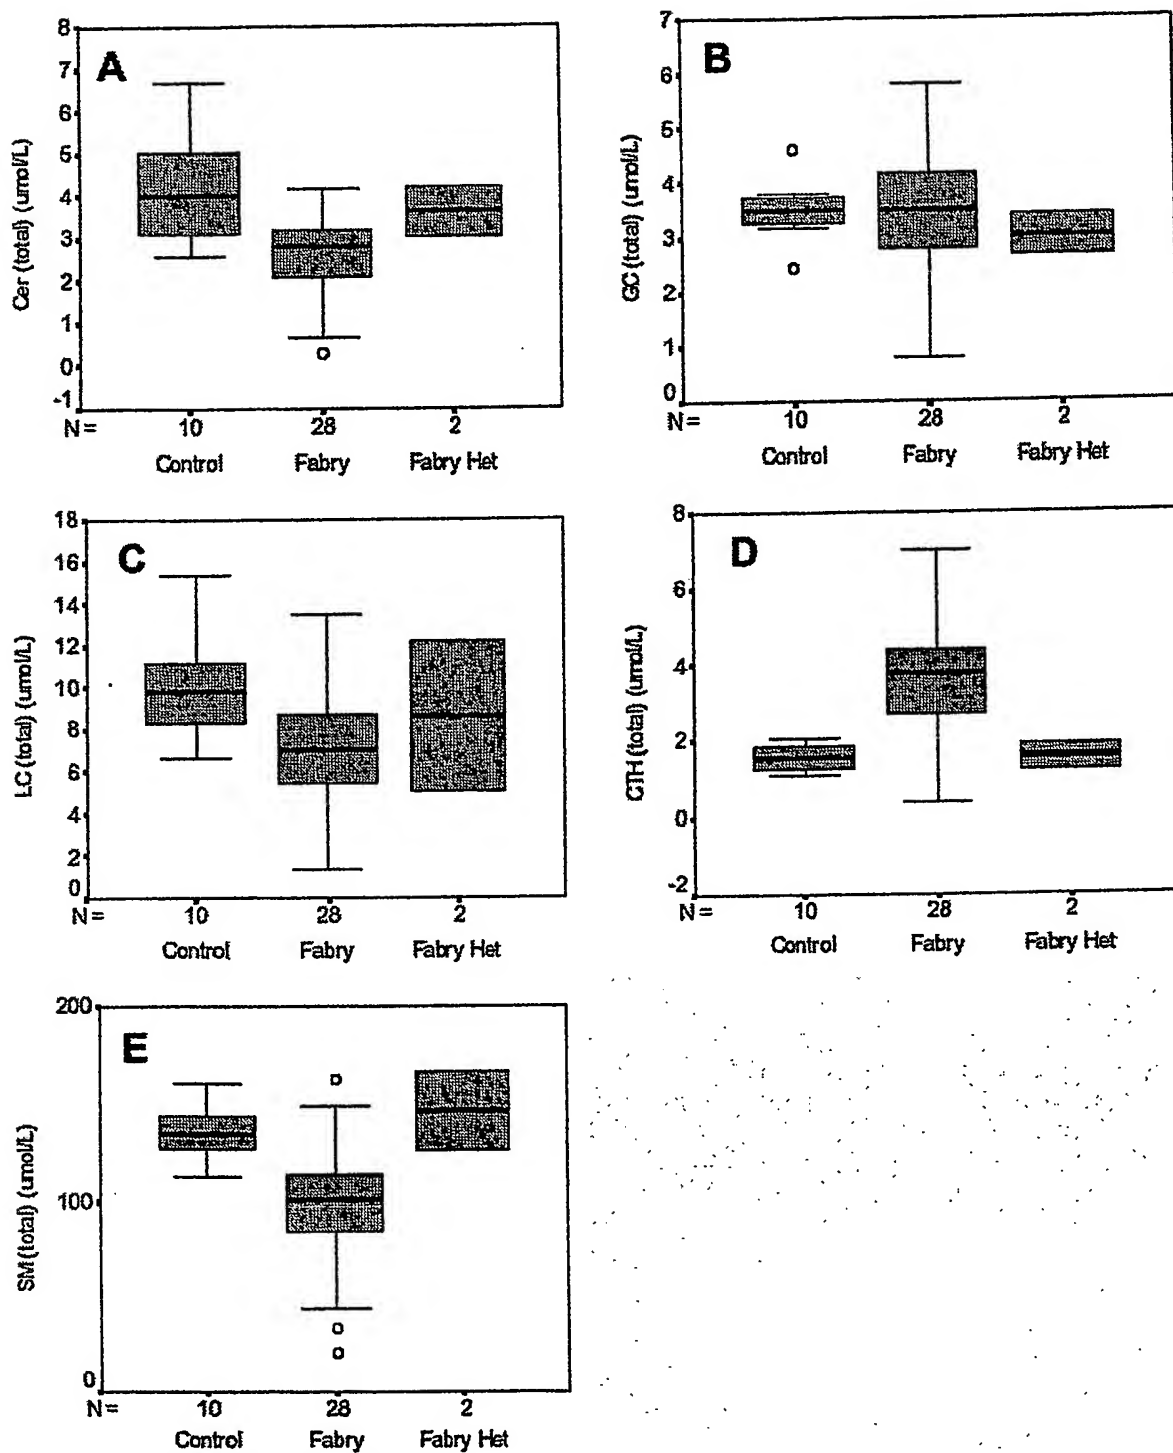 A
Cer (total) (umol/L)
8
7
6
5
4
3
2
1
0
-1
N = 10 28 2
Control Fabry Fabry Het
B
GC (total) (umol/L)
7
6
5
4
3
2
1
0
N = 10 28 2
Control Fabry Fabry Het
C
LC (total) (umol/L)
18
16
14
12
10
8
6
4
2
0
N = 10 28 2
Control Fabry Fabry Het
D
CTH (total) (umol/L)
8
6
4
2
0
-2
N = 10 28 2
Control Fabry Fabry Het
E
SM (total) (umol/L)
200
100
0
N = 10 28 2
Control Fabry Fabry Het